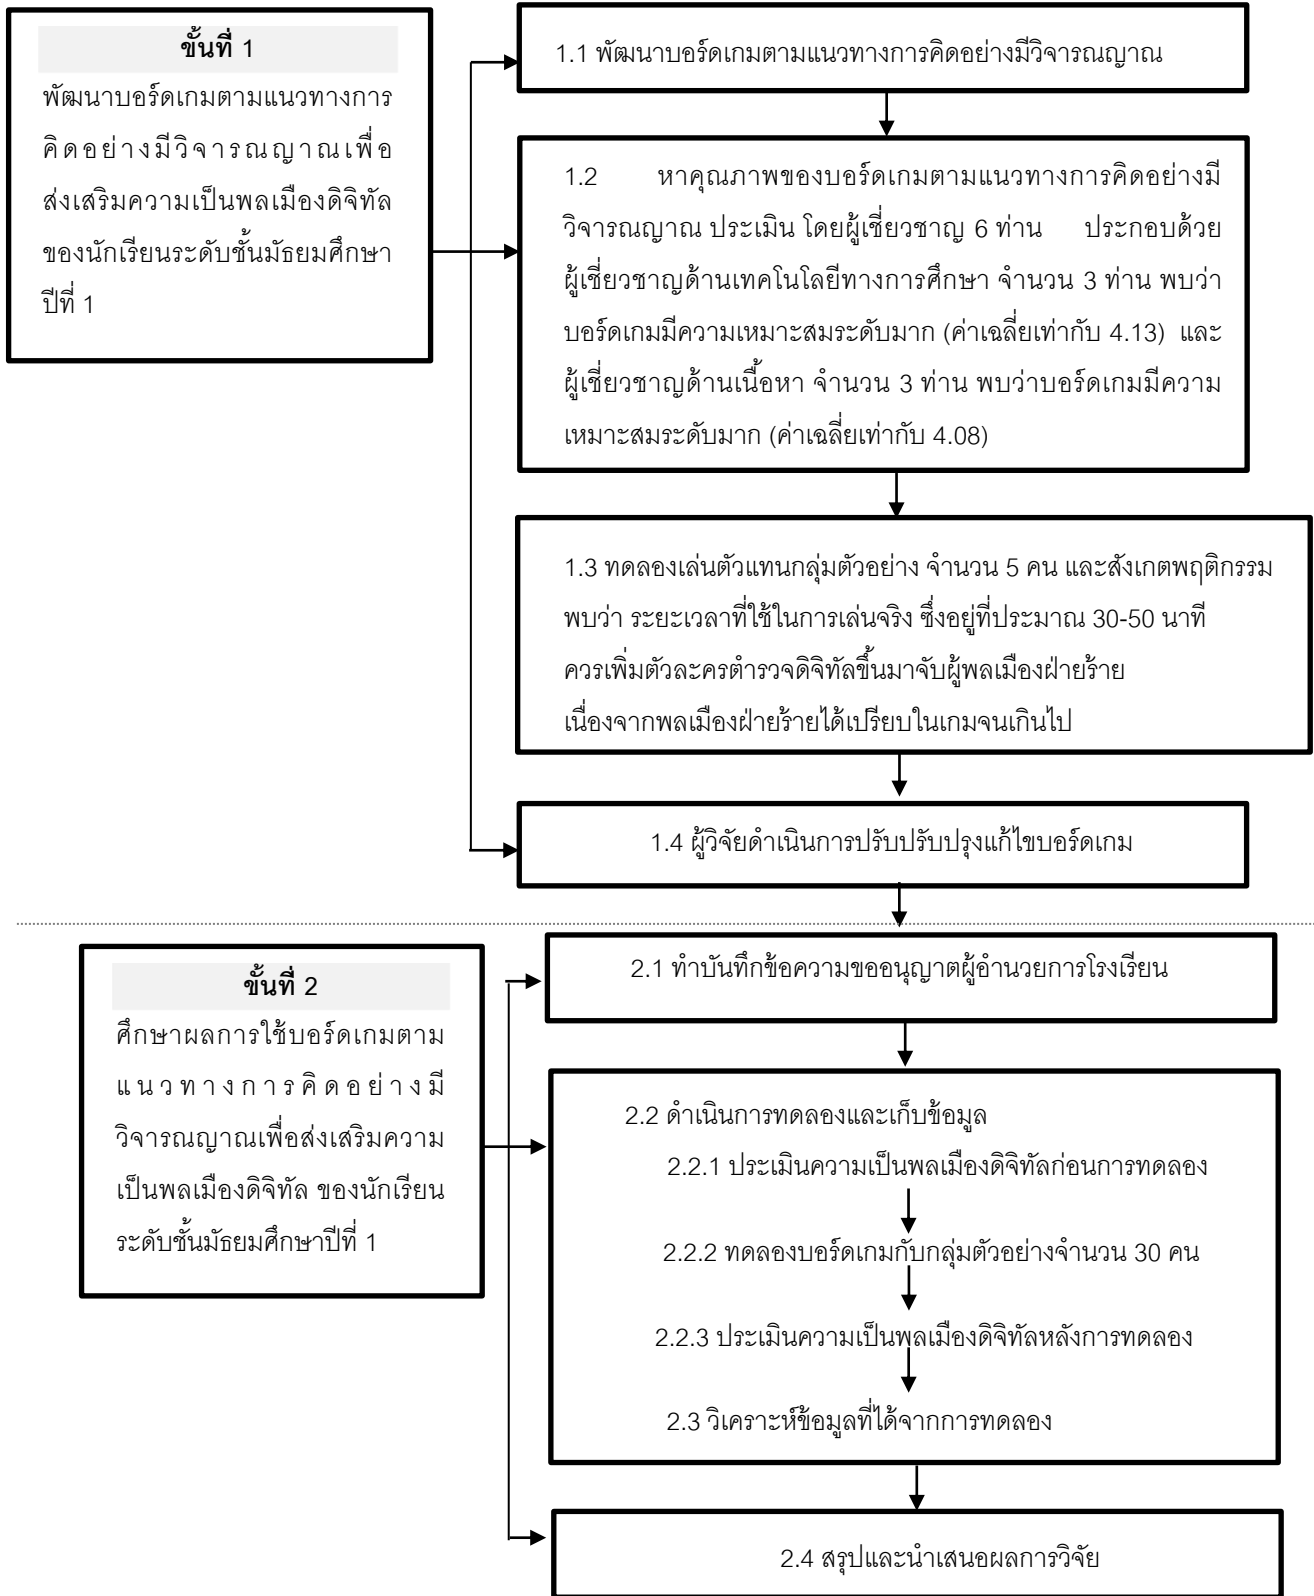 ขั้นที่ 1
พัฒนาบอร์ดเกมตามแนวทางการ
คิดอย่างมีวิจารณญาณเพื่อ
ส่งเสริมความเป็นพลเมืองดิจิทัล
ของนักเรียนระดับชั้นมัธยมศึกษา
ปีที่ 1
1.1 พัฒนาบอร์ดเกมตามแนวทางการคิดอย่างมีวิจารณญาณ
1.2 หาคุณภาพของบอร์ดเกมตามแนวทางการคิดอย่างมี
วิจารณญาณ ประเมิน โดยผู้เชี่ยวชาญ 6 ท่าน ประกอบด้วย
ผู้เชี่ยวชาญด้านเทคโนโลยีทางการศึกษา จำนวน 3 ท่าน พบว่า
บอร์ดเกมมีความเหมาะสมระดับมาก (ค่าเฉลี่ยเท่ากับ 4.13) และ
ผู้เชี่ยวชาญด้านเนื้อหา จำนวน 3 ท่าน พบว่าบอร์ดเกมมีความ
เหมาะสมระดับมาก (ค่าเฉลี่ยเท่ากับ 4.08)
1.3 ทดลองเล่นตัวแทนกลุ่มตัวอย่าง จำนวน 5 คน และสังเกตพฤติกรรม
พบว่า ระยะเวลาที่ใช้ในการเล่นจริง ซึ่งอยู่ที่ประมาณ 30-50 นาที
ควรเพิ่มตัวละครตำรวจดิจิทัลขึ้นมาจับผู้พลเมืองฝ่ายร้าย
เนื่องจากพลเมืองฝ่ายร้ายได้เปรียบในเกมจนเกินไป
1.4 ผู้วิจัยดำเนินการปรับปรับปรุงแก้ไขบอร์ดเกม
ขั้นที่ 2
ศึกษาผลการใช้บอร์ดเกมตาม
แนวทางการคิดอย่างมี
วิจารณญาณเพื่อส่งเสริมความ
เป็นพลเมืองดิจิทัล ของนักเรียน
ระดับชั้นมัธยมศึกษาปีที่ 1
2.1 ทำบันทึกข้อความขออนุญาตผู้อำนวยการโรงเรียน
2.2 ดำเนินการทดลองและเก็บข้อมูล
2.2.1 ประเมินความเป็นพลเมืองดิจิทัลก่อนการทดลอง
2.2.2 ทดลองบอร์ดเกมกับกลุ่มตัวอย่างจำนวน 30 คน
2.2.3 ประเมินความเป็นพลเมืองดิจิทัลหลังการทดลอง
2.3 วิเคราะห์ข้อมูลที่ได้จากการทดลอง
2.4 สรุปและนำเสนอผลการวิจัย